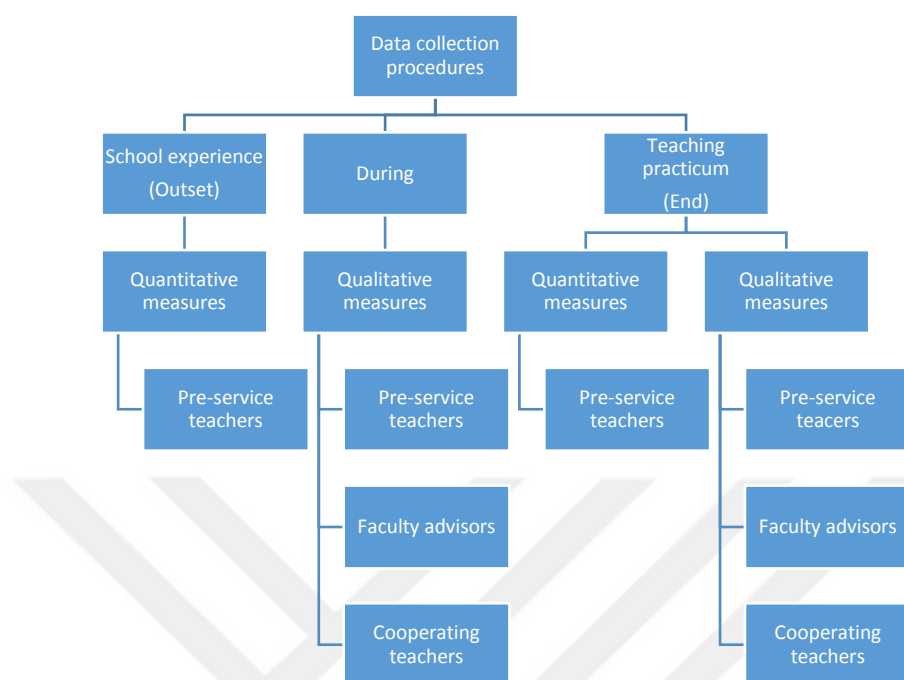 Data collection
procedures
School experience
(Outset)
During
Teaching
practicum
(End)
Quantitative
measures
Qualitative
measures
Quantitative
measures
Qualitative
measures
Pre-service
teachers
Pre-service
teachers
Pre-service
teachers
Pre-service
teacers
Faculty advisors
Faculty advisors
Cooperating
teachers
Cooperating
teachers